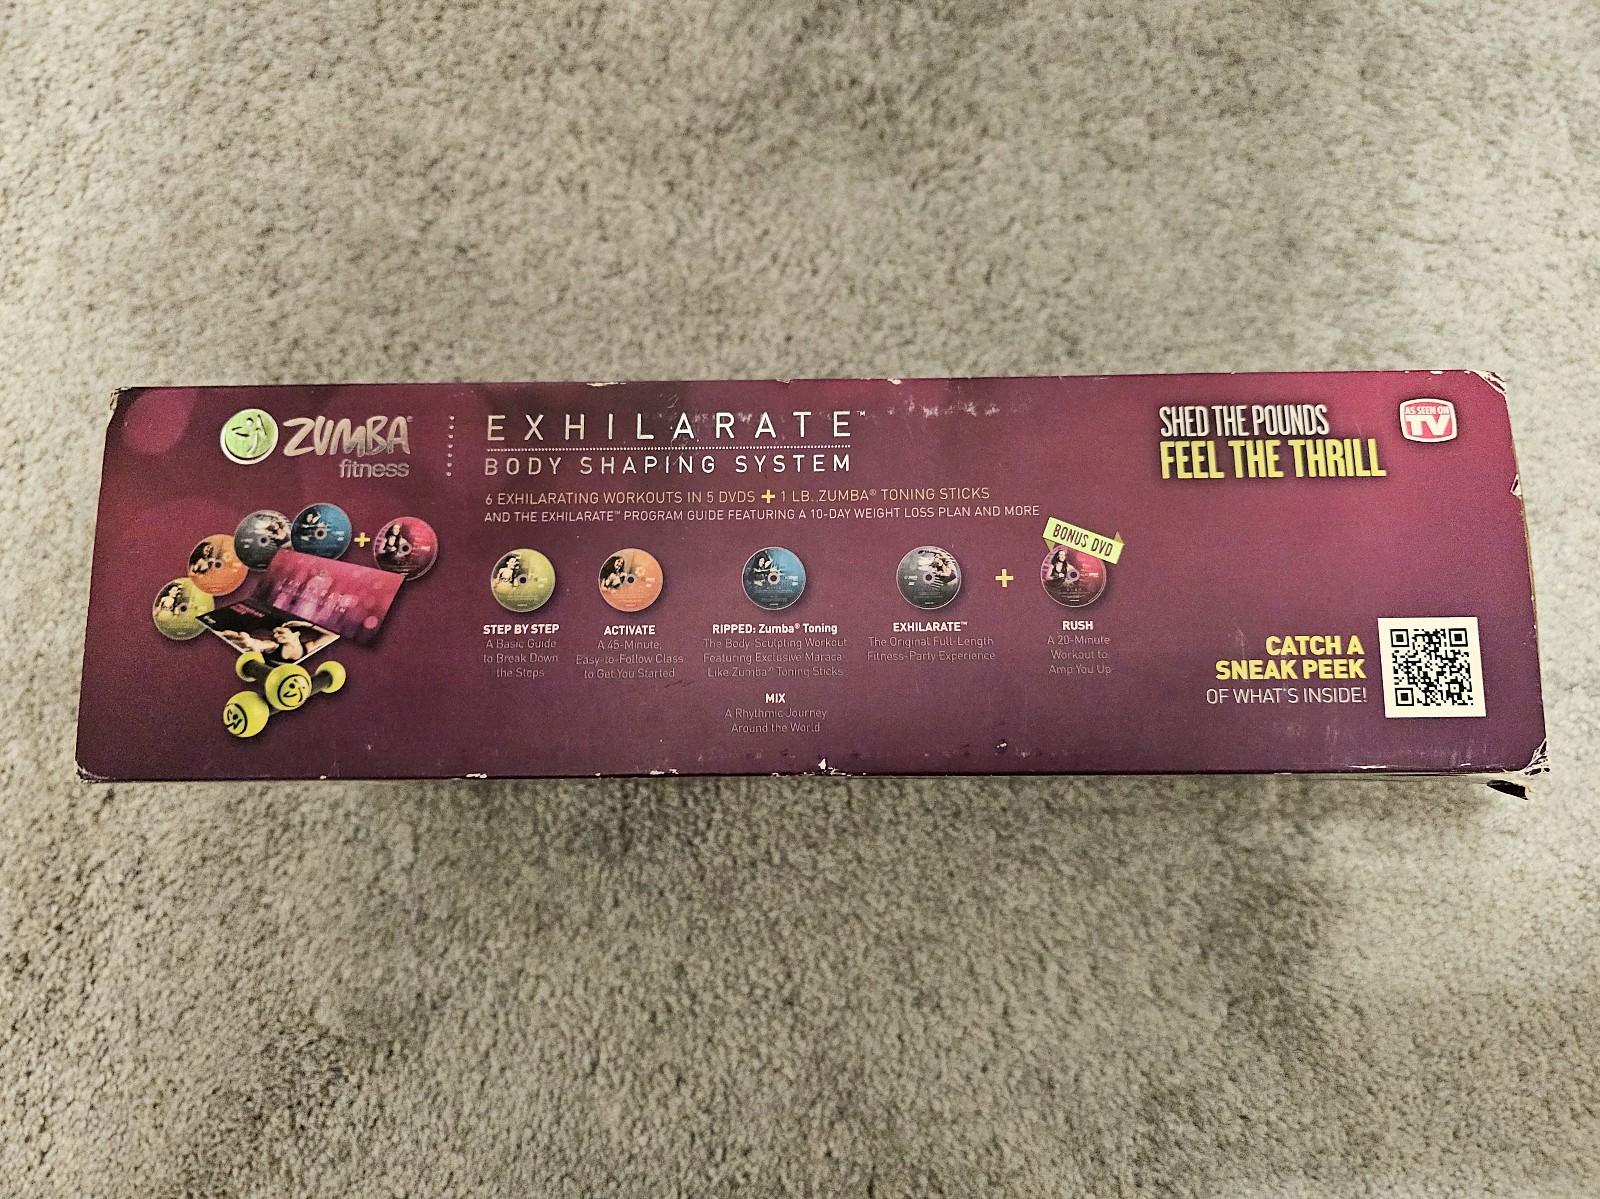 ZUMBA®
fitness
EXHILARATE™
BODY SHAPING SYSTEM
6 EXHILARATING WORKOUTS IN 5 DVDS + 1 LB. ZUMBA® TONING STICKS
AND THE EXHILARATE™ PROGRAM GUIDE FEATURING A 10-DAY WEIGHT LOSS PLAN AND MORE
SHED THE POUNDS
FEEL THE THRILL
AS SEEN ON
TV
+
STEP BY STEP
A Basic Guide
to Break Down
the Steps
ACTIVATE
A 45-Minute,
Easy-to-Follow Class
to Get You Started
RIPPED: Zumba® Toning
The Body-Sculpting Workout
Featuring Exclusive Maraca-
Like Zumba® Toning Sticks
MIX
A Rhythmic Journey
Around the World
EXHILARATE™
The Original Full-Length
Fitness-Party Experience
+
BONUS DVD
RUSH
A 20-Minute
Workout to
Amp You Up
CATCH A
SNEAK PEEK
OF WHAT'S INSIDE!